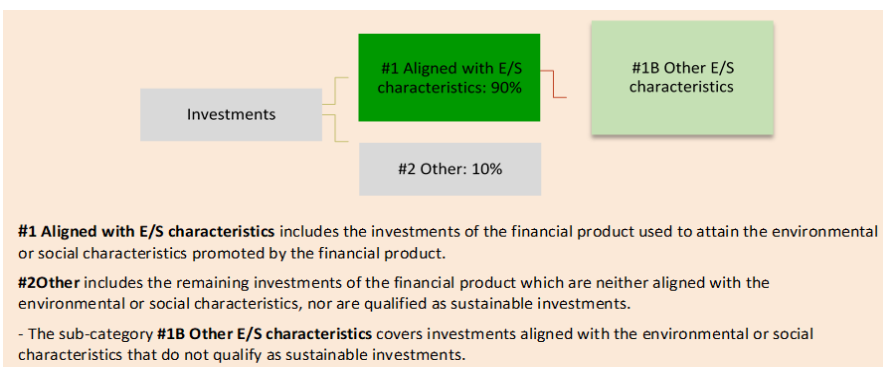 #1 Aligned with E/S
characteristics: 90%
#1B Other E/S
characteristics
Investments
#2 Other: 10%
#1 Aligned with E/S characteristics includes the investments of the financial product used to attain the environmental
or social characteristics promoted by the financial product.
#2Other includes the remaining investments of the financial product which are neither aligned with the
environmental or social characteristics, nor are qualified as sustainable investments.
- The sub-category #1B Other E/S characteristics covers investments aligned with the environmental or social
characteristics that do not qualify as sustainable investments.